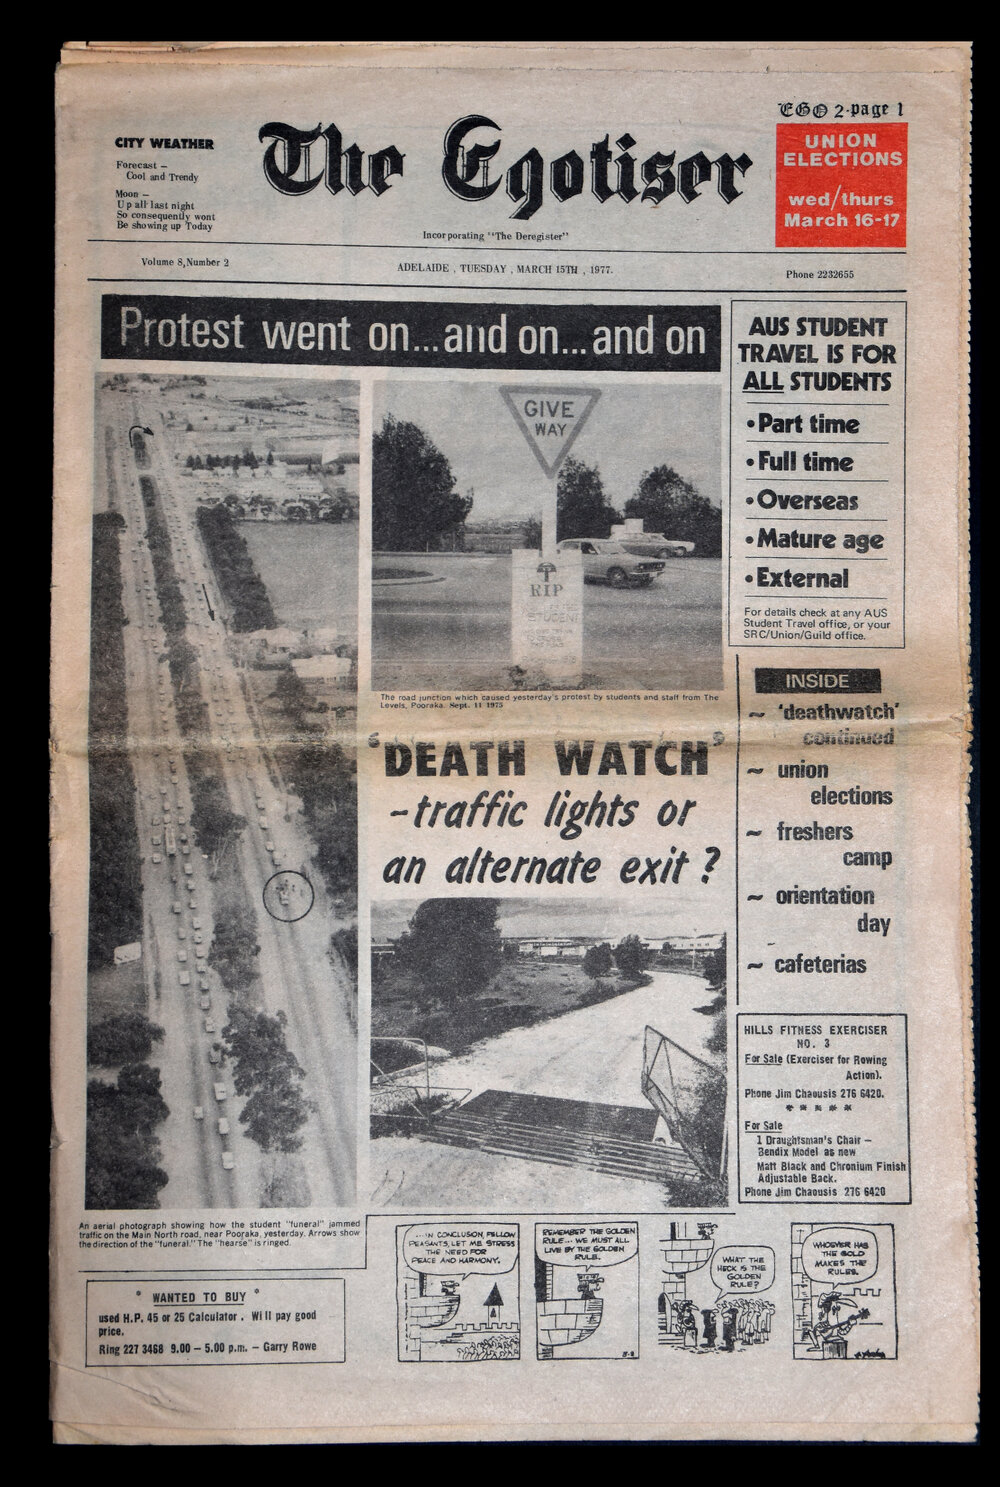 EGO 2-page 1
CITY WEATHER
Forecast –
Cool and Trendy
Moon –
Up all last night
So consequently wont
Be showing up Today
The Egotiser
Incorporating "The Deregister"
UNION
ELECTIONS
wed/thurs
March 16-17
Volume 8, Number 2
ADELAIDE , TUESDAY , MARCH 15TH , 1977.
Phone 2232655
Protest went on...and on...and on
GIVE
WAY
RIP
STUDENT
The road junction which caused yesterday's protest by students and staff from The
Levels, Pooraka. Sept. 11 1975
'DEATH WATCH'
-traffic lights or
an alternate exit ?
An aerial photograph showing how the student "funeral" jammed
traffic on the Main North road, near Pooraka, yesterday. Arrows show
the direction of the "funeral." The "hearse" is ringed.
* WANTED TO BUY *
used H.P. 45 or 25 Calculator . Will pay good
price.
Ring 227 3468 9.00 – 5.00 p.m. – Garry Rowe
AUS STUDENT
TRAVEL IS FOR
ALL STUDENTS
• Part time
• Full time
• Overseas
• Mature age
• External
For details check at any AUS
Student Travel office, or your
SRC/Union/Guild office.
INSIDE
~ 'deathwatch'
continued
~ union
elections
~ freshers
camp
~ orientation
day
~ cafeterias
HILLS FITNESS EXERCISER
NO. 3
For Sale (Exerciser for Rowing
Action).
Phone Jim Chaousis 276 6420.
* * * * *
For Sale
1 Draughtsman's Chair –
Bendix Model as new
Matt Black and Chronium Finish
Adjustable Back.
Phone Jim Chaousis 276 6420
...IN CONCLUSION, FELLOW
PEASANTS, LET ME STRESS
THE NEED FOR
PEACE AND HARMONY.
REMEMBER THE GOLDEN
RULE... WE MUST ALL
LIVE BY THE GOLDEN
RULE.
WHAT THE
HECK IS THE
GOLDEN
RULE?
WHOEVER HAS
THE GOLD
MAKES THE
RULES.